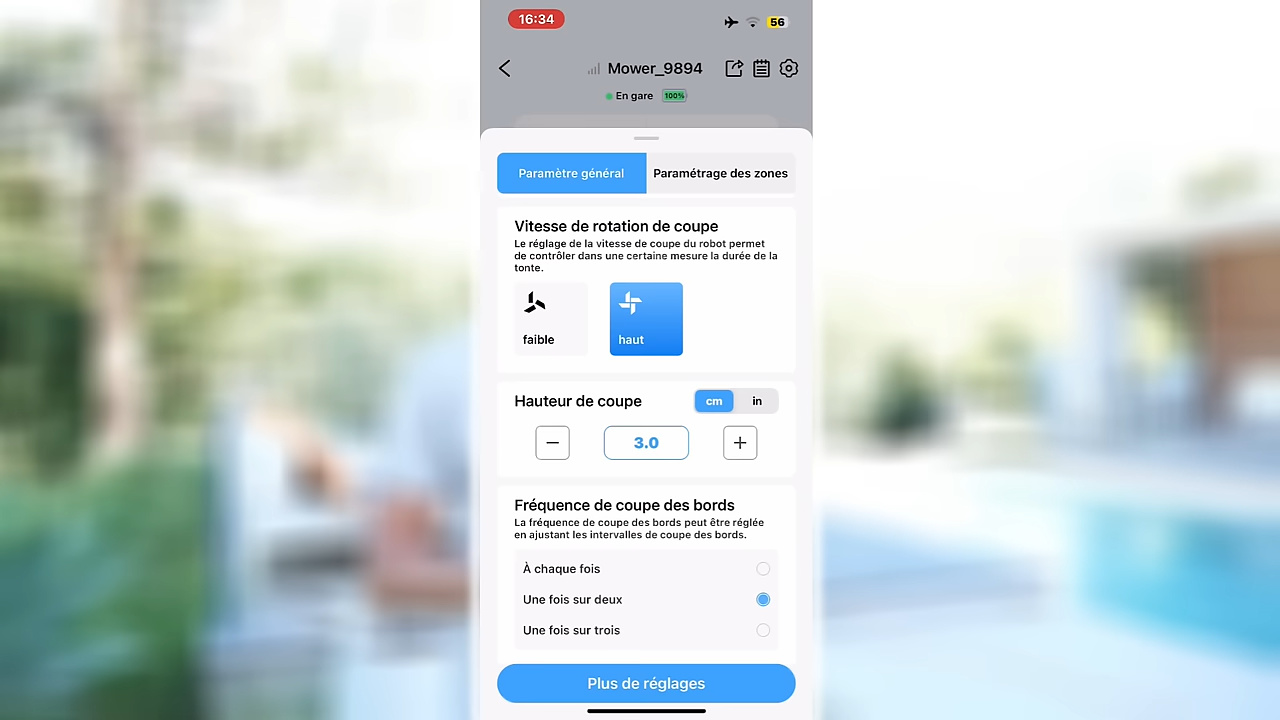 16:34
56
Mower_9894
En gare 100%
Paramètre général
Paramétrage des zones
Vitesse de rotation de coupe
Le réglage de la vitesse de coupe du robot permet
de contrôler dans une certaine mesure la durée de la
tonte.
faible
haut
Hauteur de coupe
cm
in
3.0
Fréquence de coupe des bords
La fréquence de coupe des bords peut être réglée
en ajustant les intervalles de coupe des bords.
À chaque fois
Une fois sur deux
Une fois sur trois
Plus de réglages